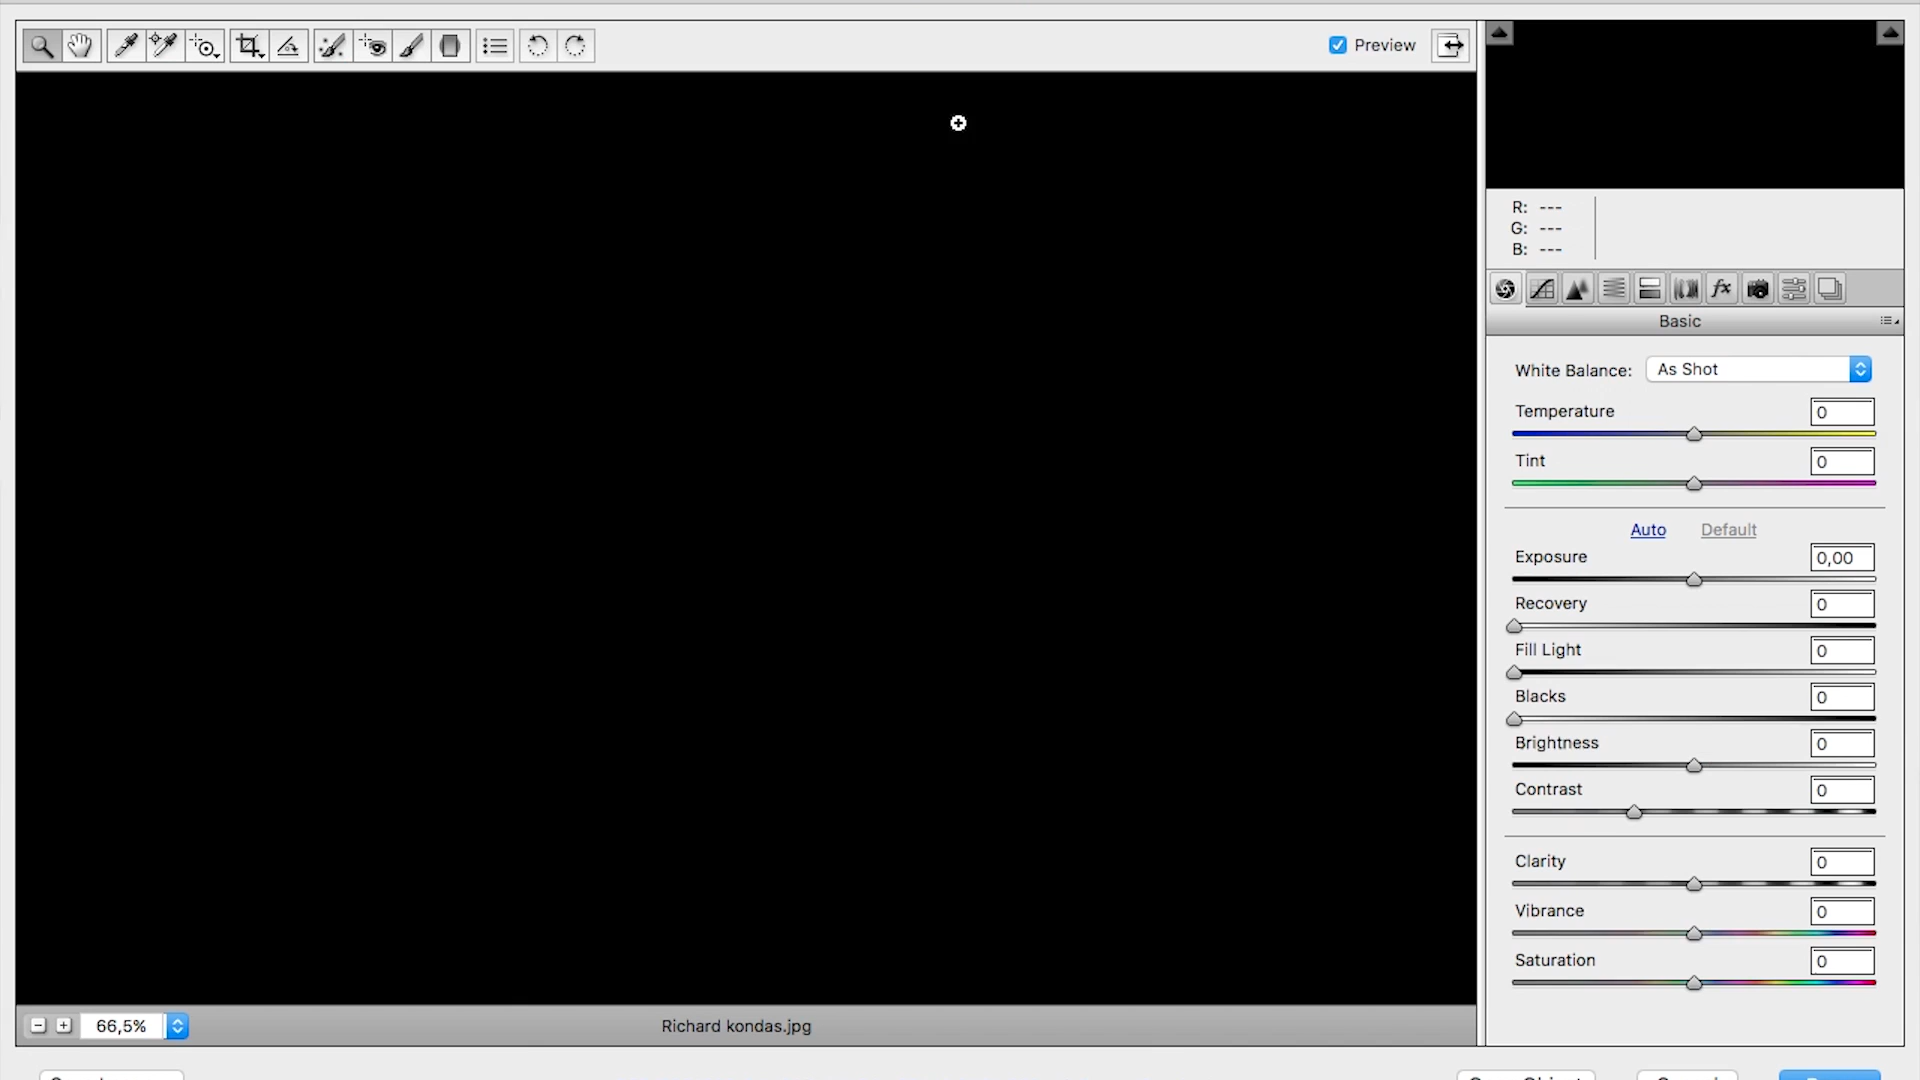 Preview
R: ---
G: ---
B: ---
fx
Basic
White Balance: As Shot
Temperature 0
Tint 0
Auto Default
Exposure 0,00
Recovery 0
Fill Light 0
Blacks 0
Brightness 0
Contrast 0
Clarity 0
Vibrance 0
Saturation 0
66,5%
Richard kondas.jpg